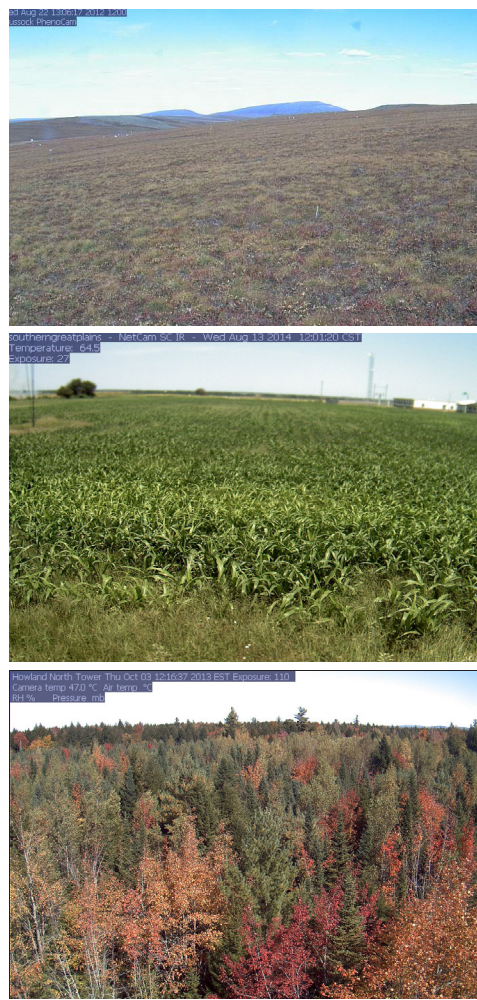 ed Aug 22 13:06:17 2012 1200
ussock PhenoCam
southerngreatplains - NetCam SC IR - Wed Aug 13 2014 12:01:20 CST
Temperature: 64.5
Exposure: 27
Howland North Tower Thu Oct 03 12:16:37 2013 EST Exposure: 110
Camera temp 47.0 °C Air temp °C
RH % Pressure mb